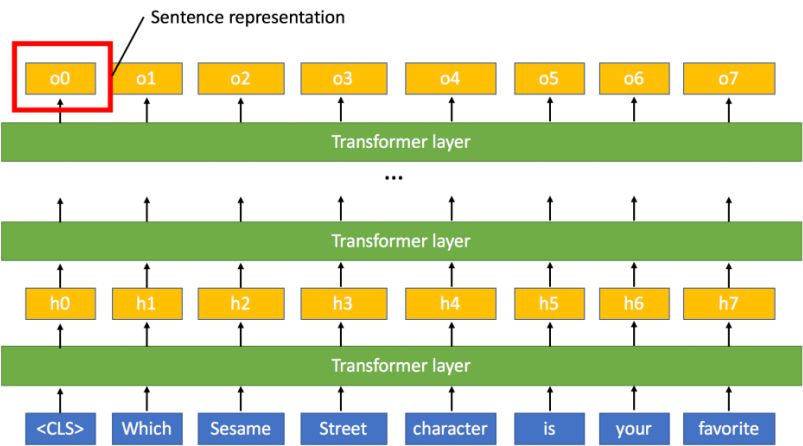 Sentence representation
o0 o1 o2 o3 o4 o5 o6 o7
Transformer layer
...
Transformer layer
h0 h1 h2 h3 h4 h5 h6 h7
Transformer layer
<CLS> Which Sesame Street character is your favorite